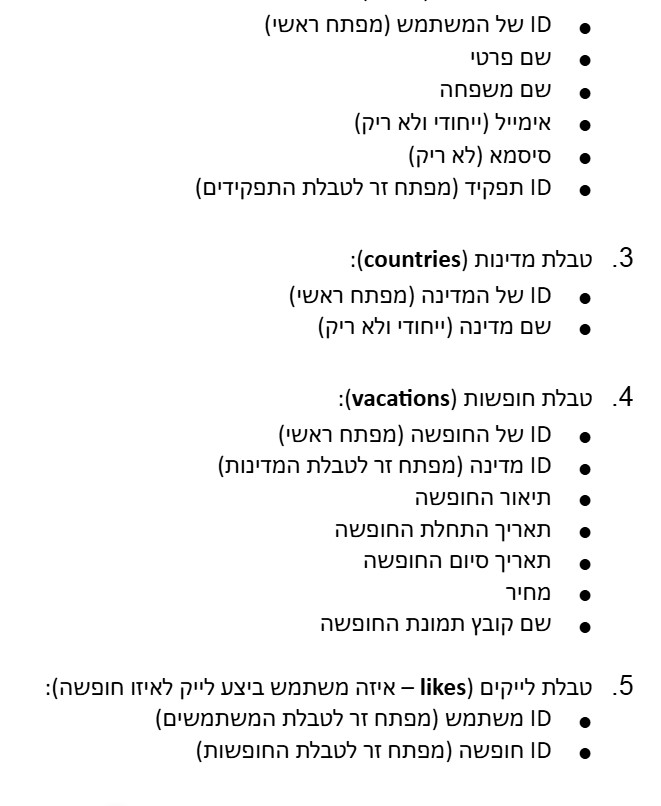 ● ID של המשתמש (מפתח ראשי)
● שם פרטי
● שם משפחה
● אימייל (ייחודי ולא ריק)
● סיסמא (לא ריק)
● ID תפקיד (מפתח זר לטבלת התפקידים)
3. טבלת מדינות (countries):
● ID של המדינה (מפתח ראשי)
● שם מדינה (ייחודי ולא ריק)
4. טבלת חופשות (vacations):
● ID של החופשה (מפתח ראשי)
● ID מדינה (מפתח זר לטבלת המדינות)
● תיאור החופשה
● תאריך התחלת החופשה
● תאריך סיום החופשה
● מחיר
● שם קובץ תמונת החופשה
5. טבלת לייקים (likes – איזה משתמש ביצע לייק לאיזו חופשה):
● ID משתמש (מפתח זר לטבלת המשתמשים)
● ID חופשה (מפתח זר לטבלת החופשות)